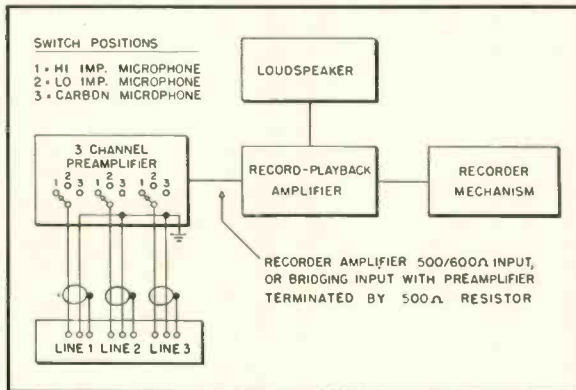 SWITCH POSITIONS
1 = HI IMP. MICROPHONE
2 = LO IMP. MICROPHONE
3 = CARBON MICROPHONE
LOUDSPEAKER
3 CHANNEL
PREAMPLIFIER
1 2 3 1 2 3 1 2 3
RECORD-PLAYBACK
AMPLIFIER
RECORDER
MECHANISM
RECORDER AMPLIFIER 500/600Ω INPUT,
OR BRIDGING INPUT WITH PREAMPLIFIER
TERMINATED BY 500Ω RESISTOR
LINE 1 LINE 2 LINE 3